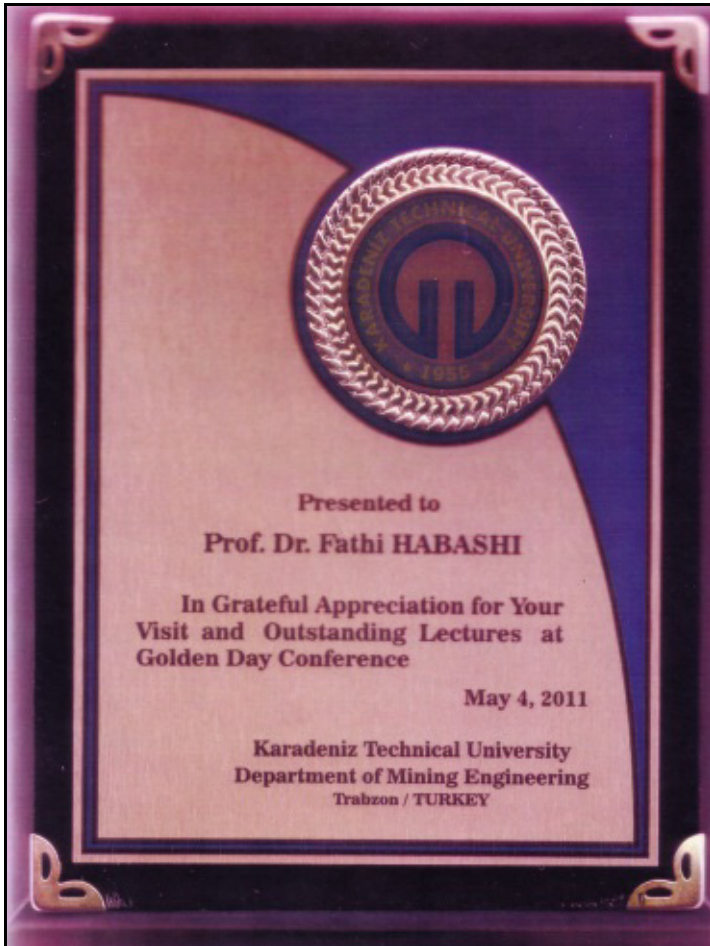 KARADENIZ TECHNICAL UNIVERSITY
1955
Presented to
Prof. Dr. Fathi HABASHI
In Grateful Appreciation for Your
Visit and Outstanding Lectures at
Golden Day Conference
May 4, 2011
Karadeniz Technical University
Department of Mining Engineering
Trabzon / TURKEY